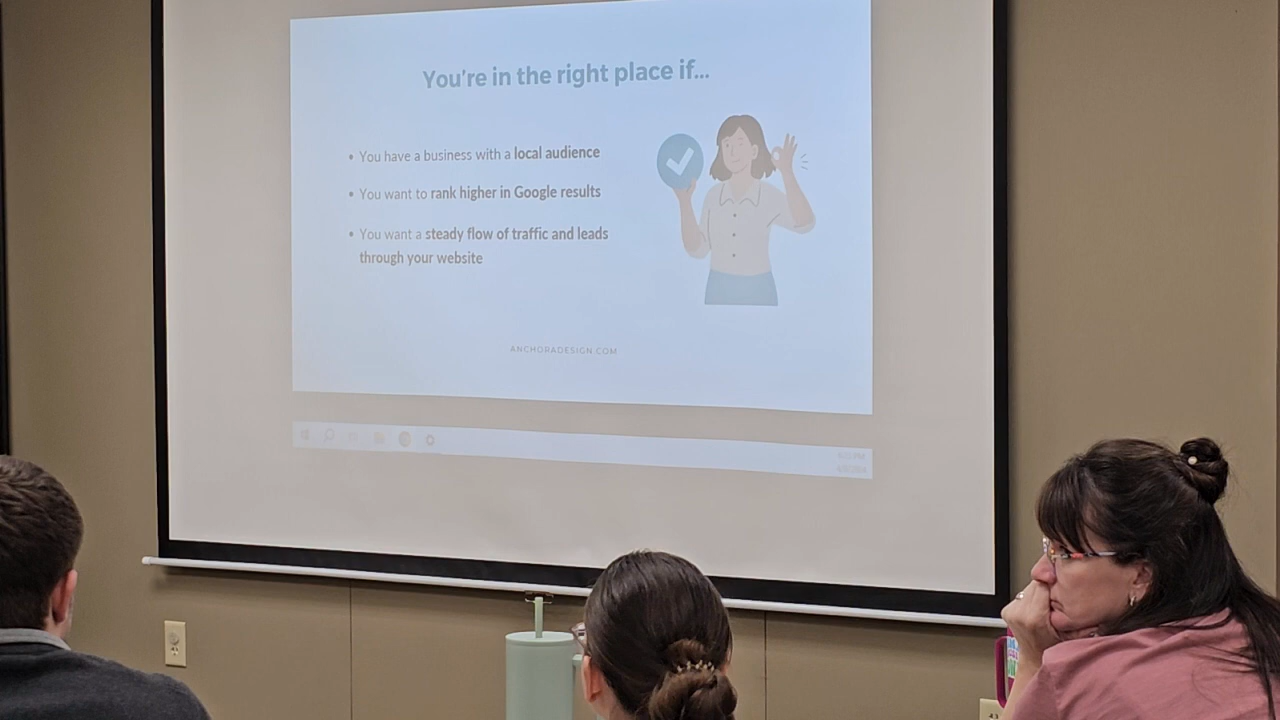 You're in the right place if...
• You have a business with a local audience
• You want to rank higher in Google results
• You want a steady flow of traffic and leads
through your website
ANCHORADESIGN.COM